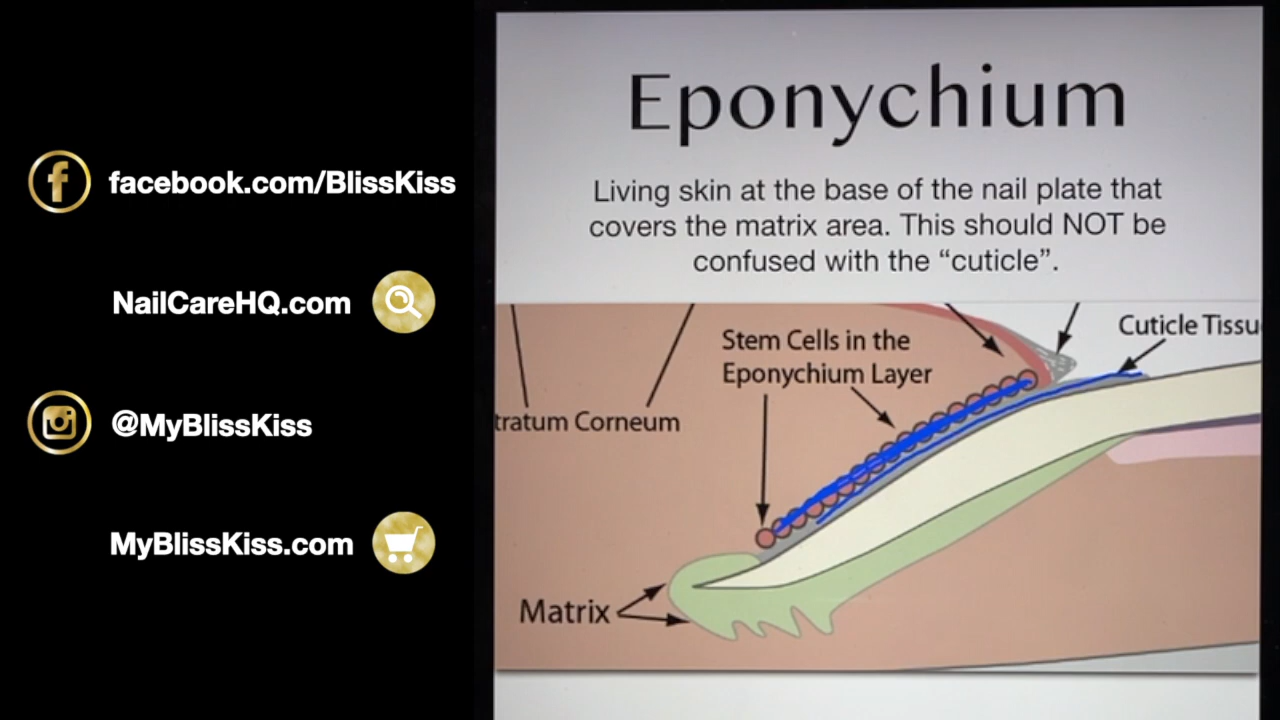 facebook.com/BlissKiss
NailCareHQ.com
@MyBlissKiss
MyBlissKiss.com
Eponychium
Living skin at the base of the nail plate that
covers the matrix area. This should NOT be
confused with the “cuticle”.
Stem Cells in the
Eponychium Layer
Cuticle Tissu
tratum Corneum
Matrix